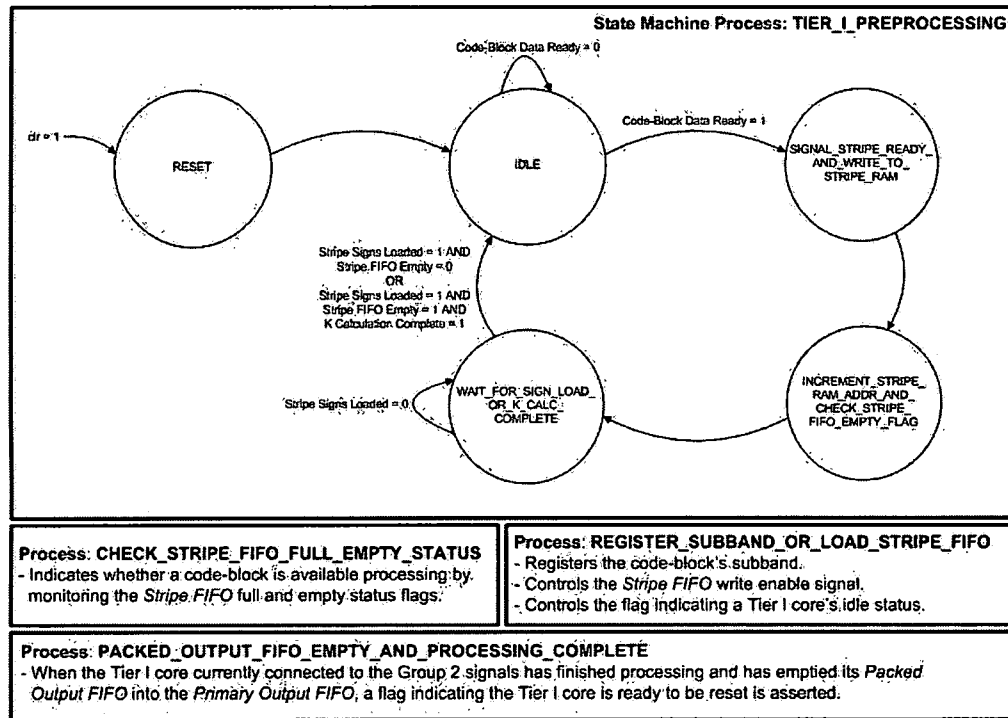 State Machine Process: TIER_I_PREPROCESSING
Code-Block Data Ready = 0
clr = 1
Code-Block Data Ready = 1
RESET
IDLE
SIGNAL_STRIPE_READY_
AND_WRITE_TO_
STRIPE_RAM
Stripe Signs Loaded = 1 AND
Stripe FIFO Empty = 0
OR
Stripe Signs Loaded = 1 AND
Stripe FIFO Empty = 1 AND
K Calculation Complete = 1
Stripe Signs Loaded = 0
WAIT_FOR_SIGN_LOAD_
OR_K_CALC_
COMPLETE
INCREMENT_STRIPE_
RAM_ADDR_AND_
CHECK_STRIPE_
FIFO_EMPTY_FLAG
Process: CHECK_STRIPE_FIFO_FULL_EMPTY_STATUS
- Indicates whether a code-block is available processing by
monitoring the Stripe FIFO full and empty status flags.
Process: REGISTER_SUBBAND_OR_LOAD_STRIPE_FIFO
- Registers the code-block's subband.
- Controls the Stripe FIFO write enable signal.
- Controls the flag indicating a Tier I core's idle status.
Process: PACKED_OUTPUT_FIFO_EMPTY_AND_PROCESSING_COMPLETE
- When the Tier I core currently connected to the Group 2 signals has finished processing and has emptied its Packed
Output FIFO into the Primary Output FIFO, a flag indicating the Tier I core is ready to be reset is asserted.